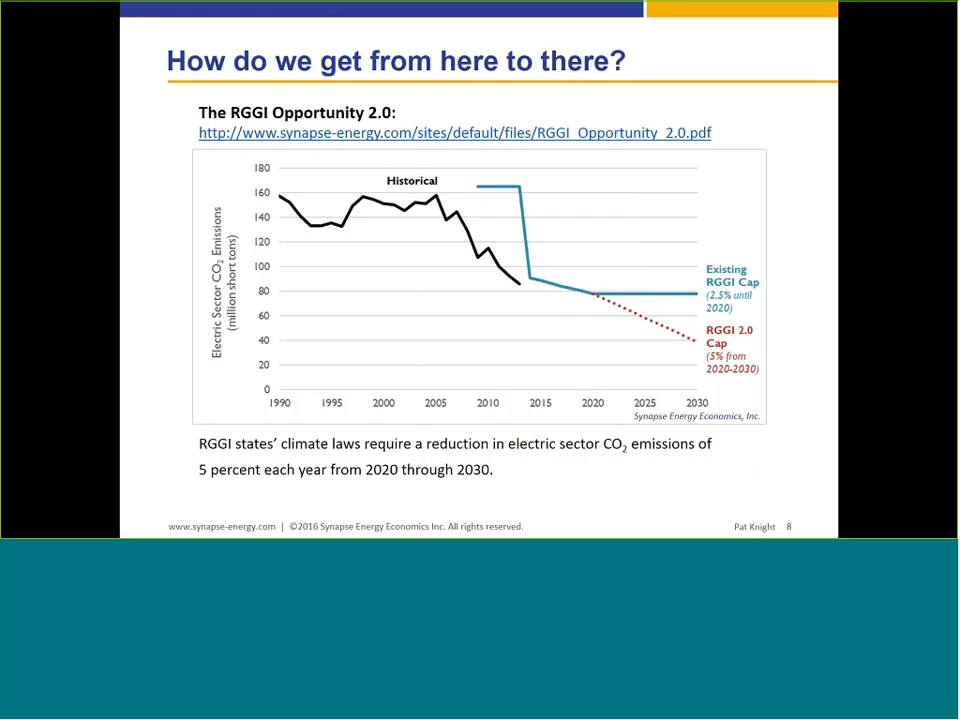 How do we get from here to there?
The RGGI Opportunity 2.0:
http://www.synapse-energy.com/sites/default/files/RGGI_Opportunity_2.0.pdf
Electric Sector CO2 Emissions
(million short tons)
180
160
140
120
100
80
60
40
20
0
Historical
Existing
RGGI Cap
(2.5% until
2020)
RGGI 2.0
Cap
(5% from
2020-2030)
1990 1995 2000 2005 2010 2015 2020 2025 2030
Synapse Energy Economics, Inc.
RGGI states’ climate laws require a reduction in electric sector CO2 emissions of
5 percent each year from 2020 through 2030.
www.synapse-energy.com | ©2016 Synapse Energy Economics Inc. All rights reserved.
Pat Knight 8